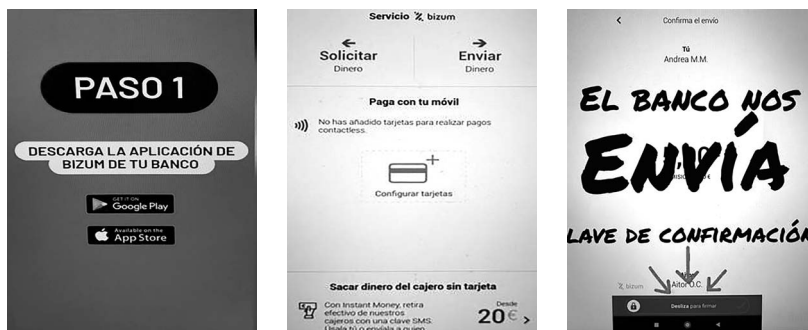 PASO 1
DESCARGA LA APLICACIÓN DE
BIZUM DE TU BANCO
GET IT ON
Google Play
Available on the
App Store
Servicio bizum
Solicitar
Dinero
Enviar
Dinero
Paga con tu móvil
No has añadido tarjetas para realizar pagos
contactless.
Configurar tarjetas
Sacar dinero del cajero sin tarjeta
Con Instant Money, retira
efectivo de nuestros
cajeros con una clave SMS.
Úsala tú o envíala a quien
Desde
20€
Confirma el envío
Tú
Andrea M.M.
EL BANCO NOS
ENVÍA
LAVE DE CONFIRMACIÓN
bizum
Aitor O.C.
Desliza para firmar